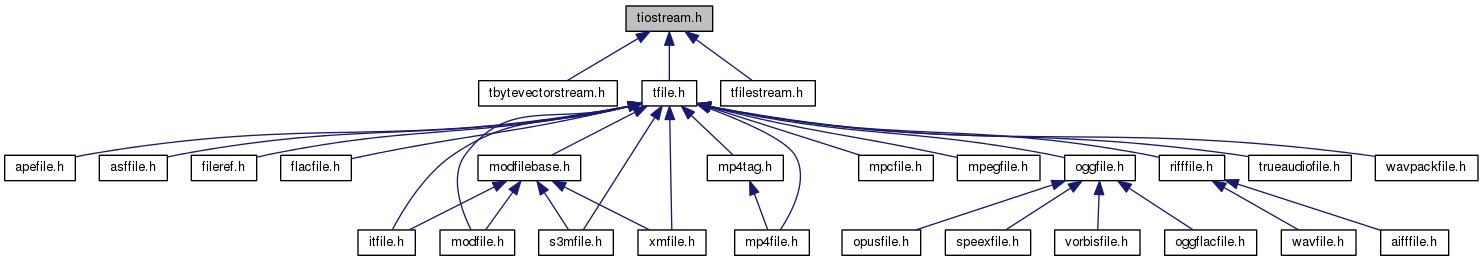 tiostream.h
tbytevectorstream.h
tfile.h
tfilestream.h
apefile.h
asffile.h
fileref.h
flacfile.h
modfilebase.h
mp4tag.h
mpcfile.h
mpegfile.h
oggfile.h
rifffile.h
trueaudiofile.h
wavpackfile.h
itfile.h
modfile.h
s3mfile.h
xmfile.h
mp4file.h
opusfile.h
speexfile.h
vorbisfile.h
oggflacfile.h
wavfile.h
aifffile.h